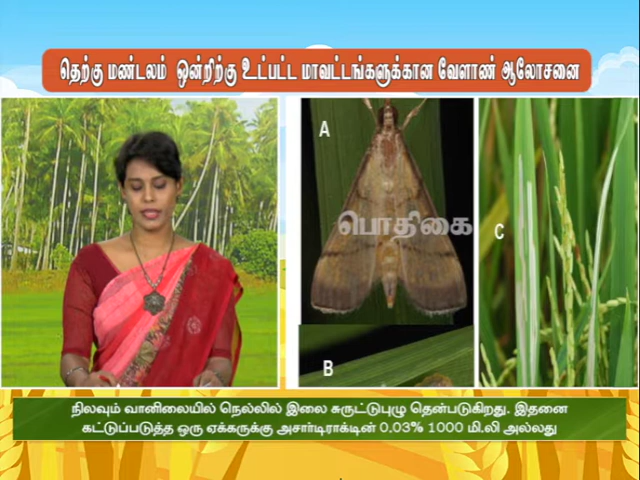 தெற்கு மண்டலம் ஒன்றிற்கு உட்பட்ட மாவட்டங்களுக்கான வேளாண் ஆலோசனை
A
பொதிகை
C
B
நிலவும் வானிலையில் நெல்லில் இலை சுருட்டுபுழு தென்படுகிறது. இதனை
கட்டுப்படுத்த ஒரு ஏக்கருக்கு அசார்டிராக்டின் 0.03% 1000 மி.லி அல்லது